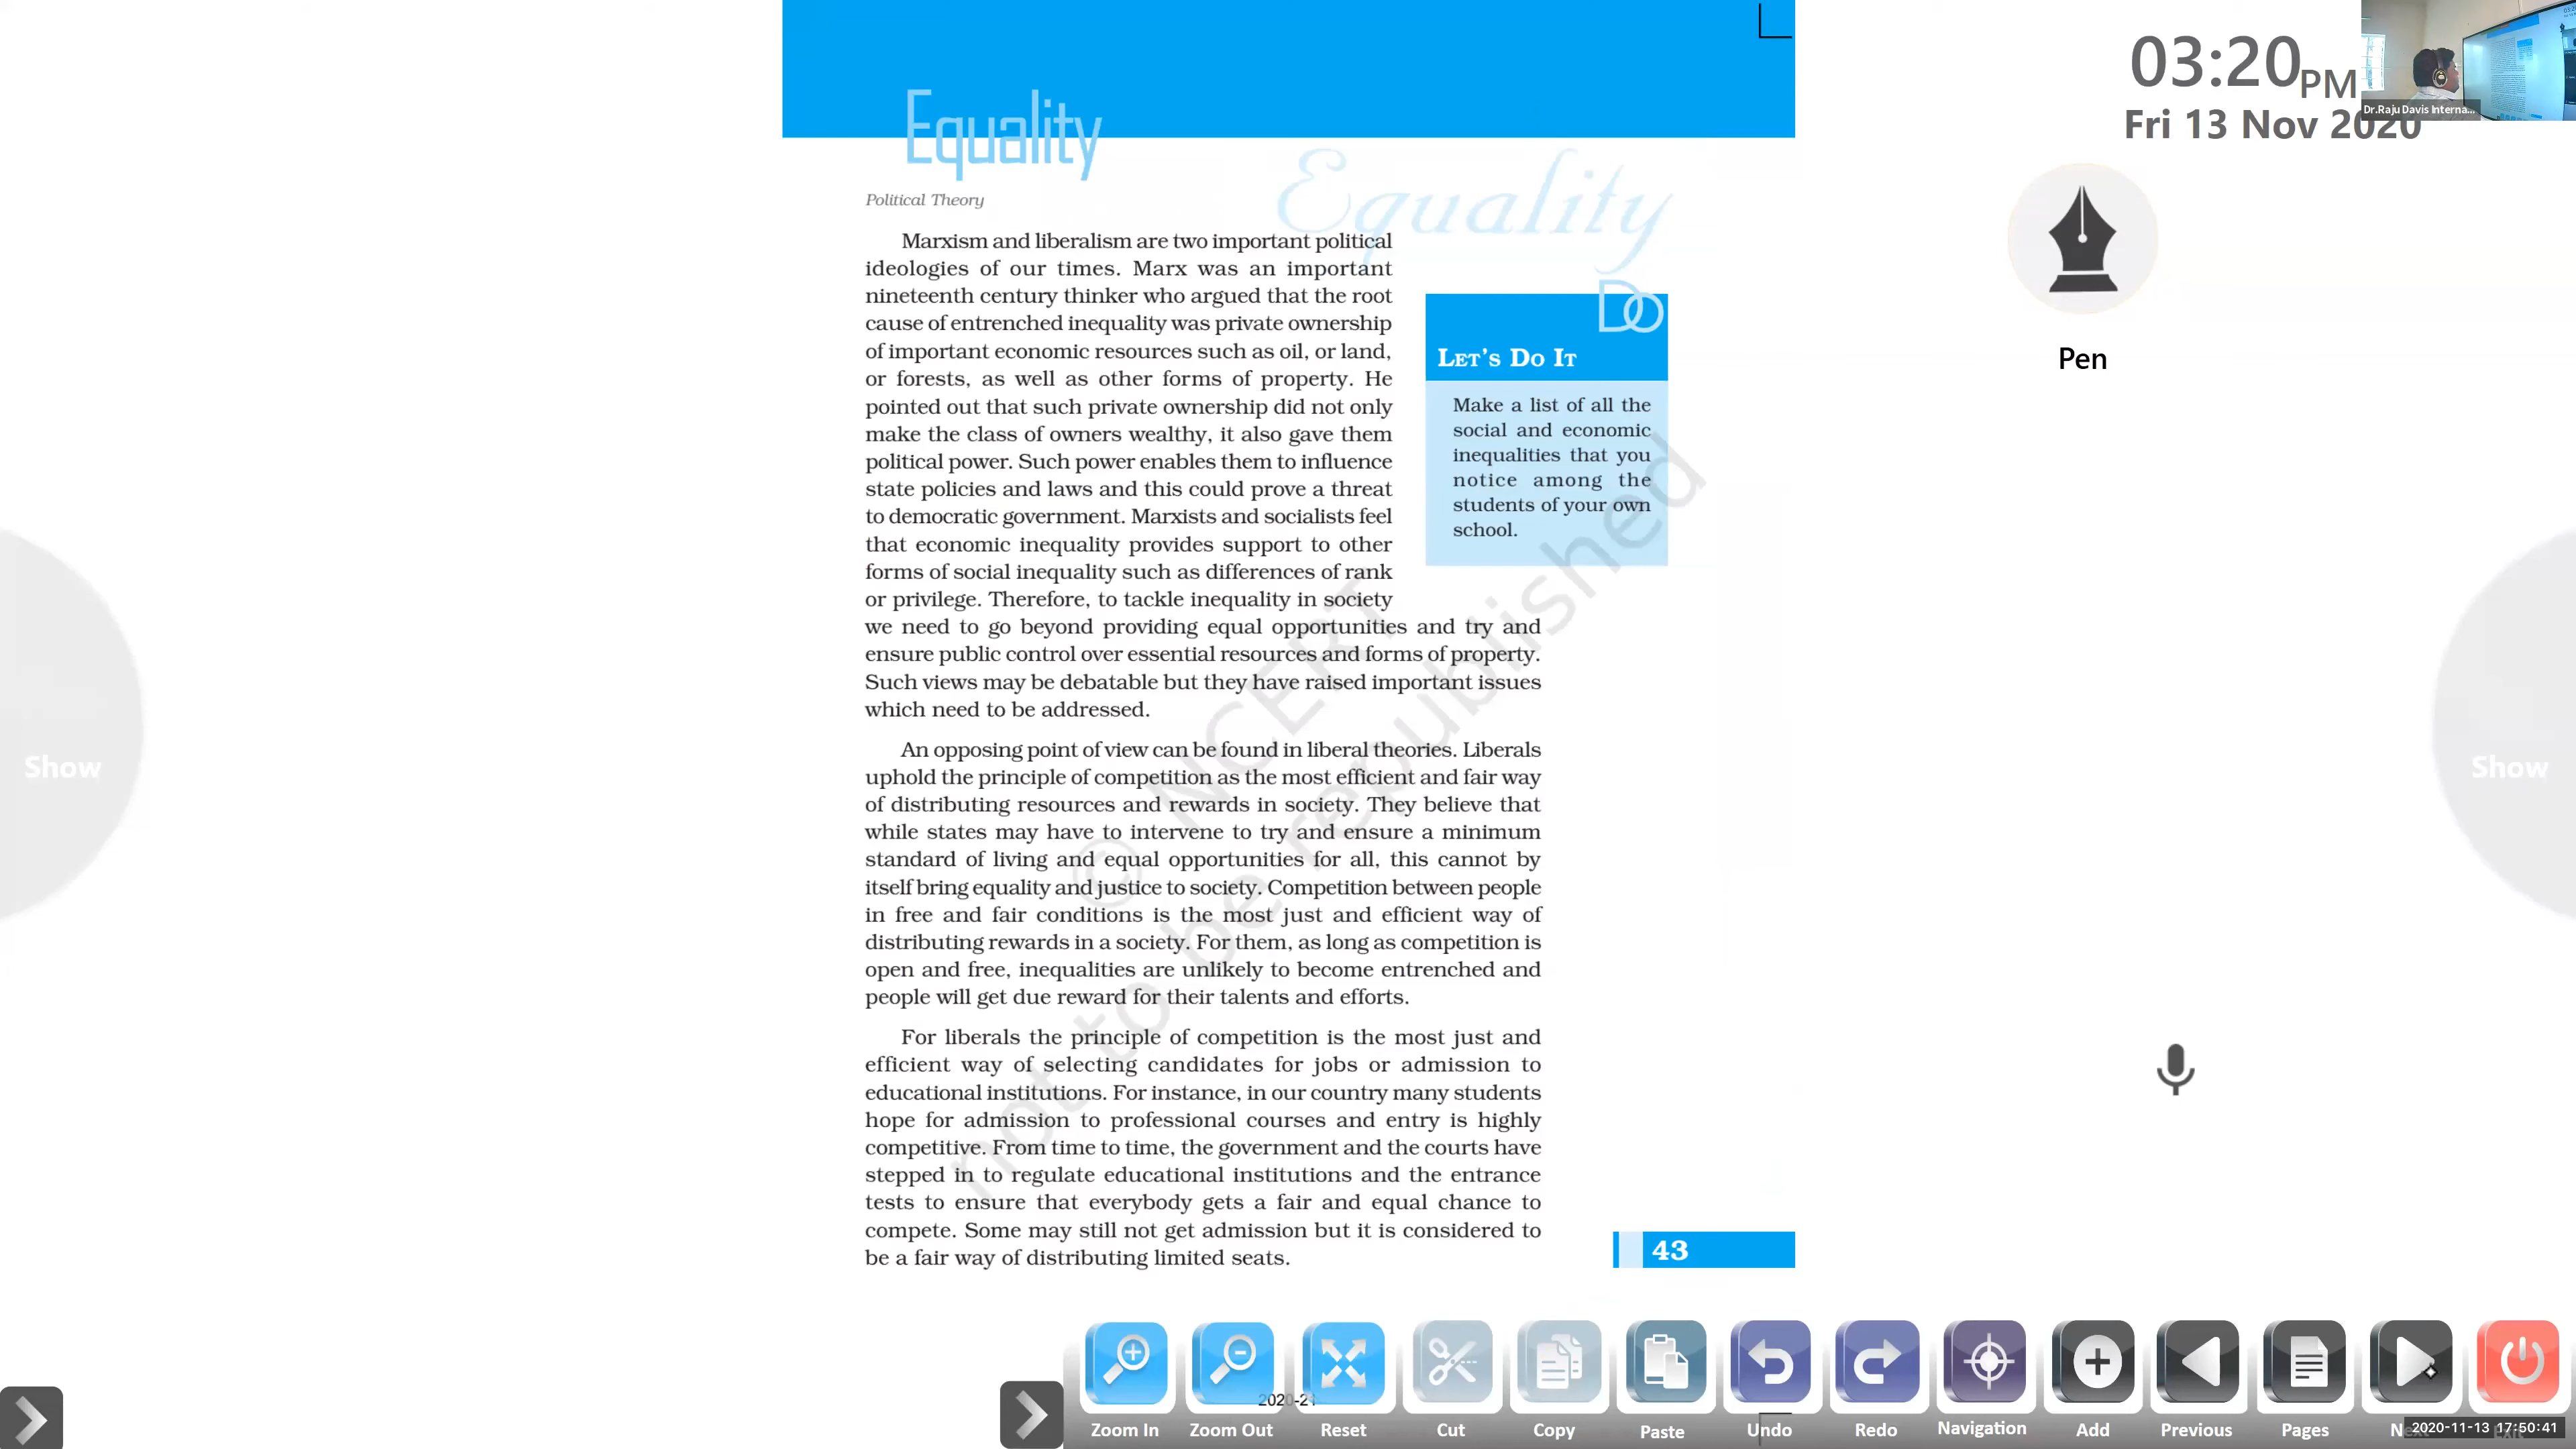 Equality
Equality
Political Theory
Marxism and liberalism are two important political
ideologies of our times. Marx was an important
nineteenth century thinker who argued that the root
cause of entrenched inequality was private ownership
of important economic resources such as oil, or land,
or forests, as well as other forms of property. He
pointed out that such private ownership did not only
make the class of owners wealthy, it also gave them
political power. Such power enables them to influence
state policies and laws and this could prove a threat
to democratic government. Marxists and socialists feel
that economic inequality provides support to other
forms of social inequality such as differences of rank
or privilege. Therefore, to tackle inequality in society
we need to go beyond providing equal opportunities and try and
ensure public control over essential resources and forms of property.
Such views may be debatable but they have raised important issues
which need to be addressed.
DO
LET'S DO IT
Make a list of all the
social and economic
inequalities that you
notice among the
students of your own
school.
An opposing point of view can be found in liberal theories. Liberals
uphold the principle of competition as the most efficient and fair way
of distributing resources and rewards in society. They believe that
while states may have to intervene to try and ensure a minimum
standard of living and equal opportunities for all, this cannot by
itself bring equality and justice to society. Competition between people
in free and fair conditions is the most just and efficient way of
distributing rewards in a society. For them, as long as competition is
open and free, inequalities are unlikely to become entrenched and
people will get due reward for their talents and efforts.
For liberals the principle of competition is the most just and
efficient way of selecting candidates for jobs or admission to
educational institutions. For instance, in our country many students
hope for admission to professional courses and entry is highly
competitive. From time to time, the government and the courts have
stepped in to regulate educational institutions and the entrance
tests to ensure that everybody gets a fair and equal chance to
compete. Some may still not get admission but it is considered to
be a fair way of distributing limited seats.
© NCERT
not to be republished
43
03:20 PM
Fri 13 Nov 2020
Dr.Raju Davis Interna...
Pen
Show
Show
2020-21
Zoom In
Zoom Out
Reset
Cut
Copy
Paste
Undo
Redo
Navigation
Add
Previous
Pages
2020-11-13 17:50:41